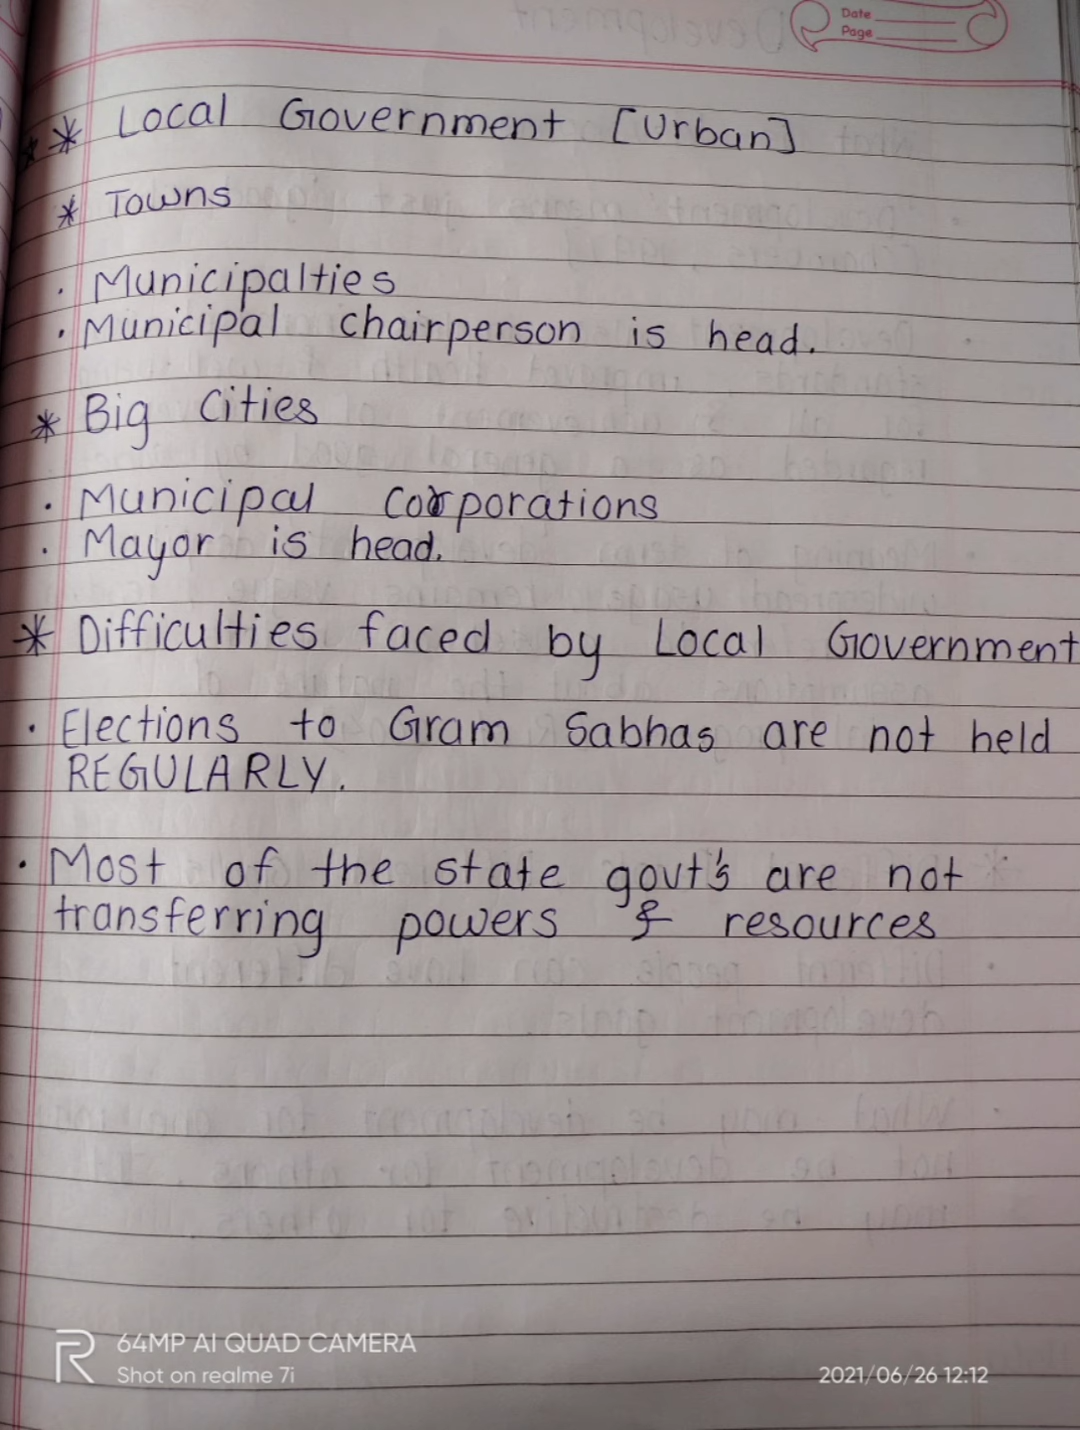 Date
Page
** Local Government [Urban]
* Towns
. Municipalties
. Municipal chairperson is head.
* Big Cities
. Municipal Corporations
. Mayor is head.
* Difficulties faced by Local Government
. Elections to Gram Sabhas are not held
REGULARLY.
. Most of the state govt's are not
transferring powers & resources
64MP AI QUAD CAMERA
Shot on realme 7i
2021/06/26 12:12